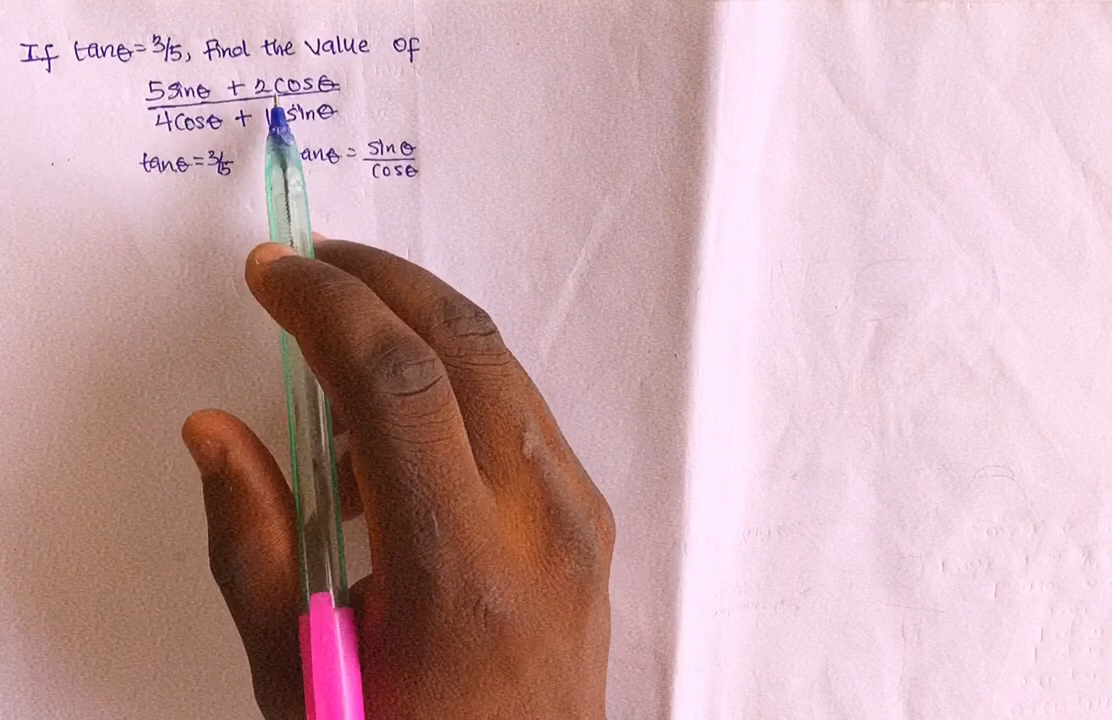 If tanθ = 3/5, find the value of
5sinθ + 2cosθ
4cosθ + sinθ
tanθ = 3/5 anθ = sinθ
cosθ